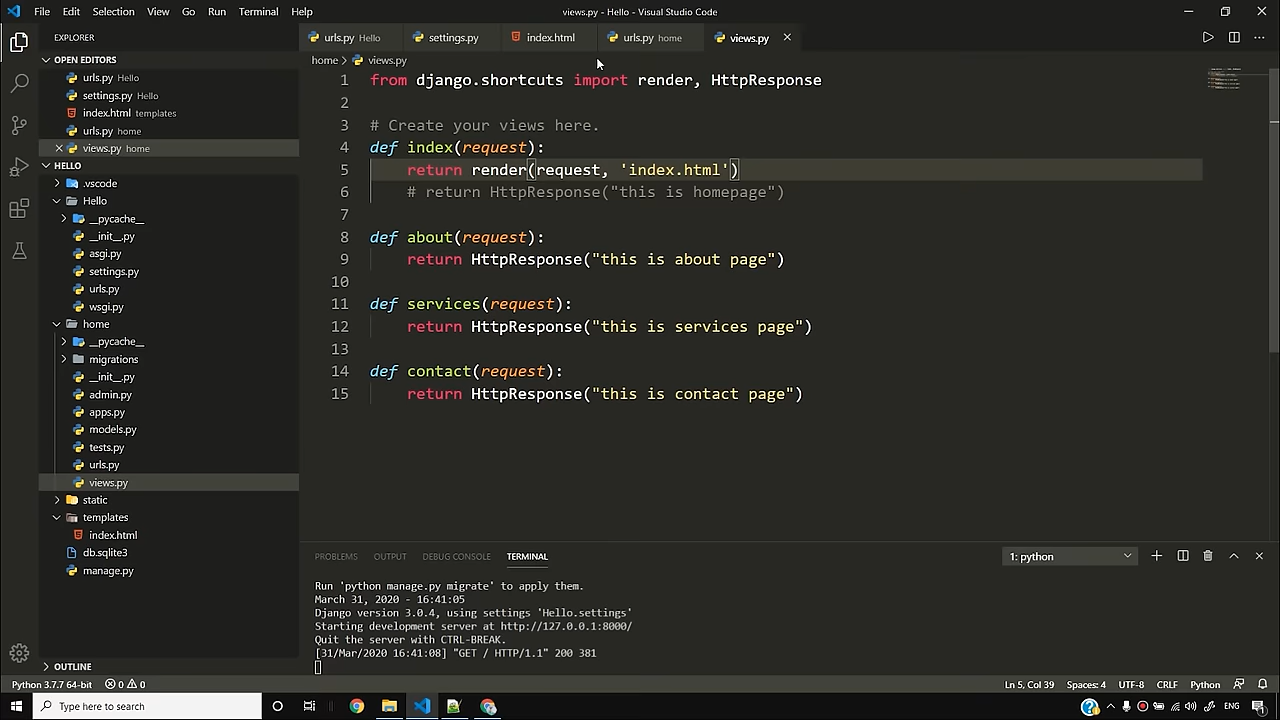 File Edit Selection View Go Run Terminal Help
views.py - Hello - Visual Studio Code
EXPLORER
OPEN EDITORS
urls.py Hello
settings.py Hello
index.html templates
urls.py home
views.py home
HELLO
.vscode
Hello
__pycache__
__init__.py
asgi.py
settings.py
urls.py
wsgi.py
home
__pycache__
migrations
__init__.py
admin.py
apps.py
models.py
tests.py
urls.py
views.py
static
templates
index.html
db.sqlite3
manage.py
OUTLINE
urls.py Hello settings.py index.html urls.py home views.py
home > views.py
1 from django.shortcuts import render, HttpResponse
2
3 # Create your views here.
4 def index(request):
5 return render(request, 'index.html')
6 # return HttpResponse("this is homepage")
7
8 def about(request):
9 return HttpResponse("this is about page")
10
11 def services(request):
12 return HttpResponse("this is services page")
13
14 def contact(request):
15 return HttpResponse("this is contact page")
PROBLEMS OUTPUT DEBUG CONSOLE TERMINAL 1: python
Run 'python manage.py migrate' to apply them.
March 31, 2020 - 16:41:05
Django version 3.0.4, using settings 'Hello.settings'
Starting development server at http://127.0.0.1:8000/
Quit the server with CTRL-BREAK.
[31/Mar/2020 16:41:08] "GET / HTTP/1.1" 200 381
Python 3.7.7 64-bit 0 0 Ln 5, Col 39 Spaces: 4 UTF-8 CRLF Python
Type here to search ENG